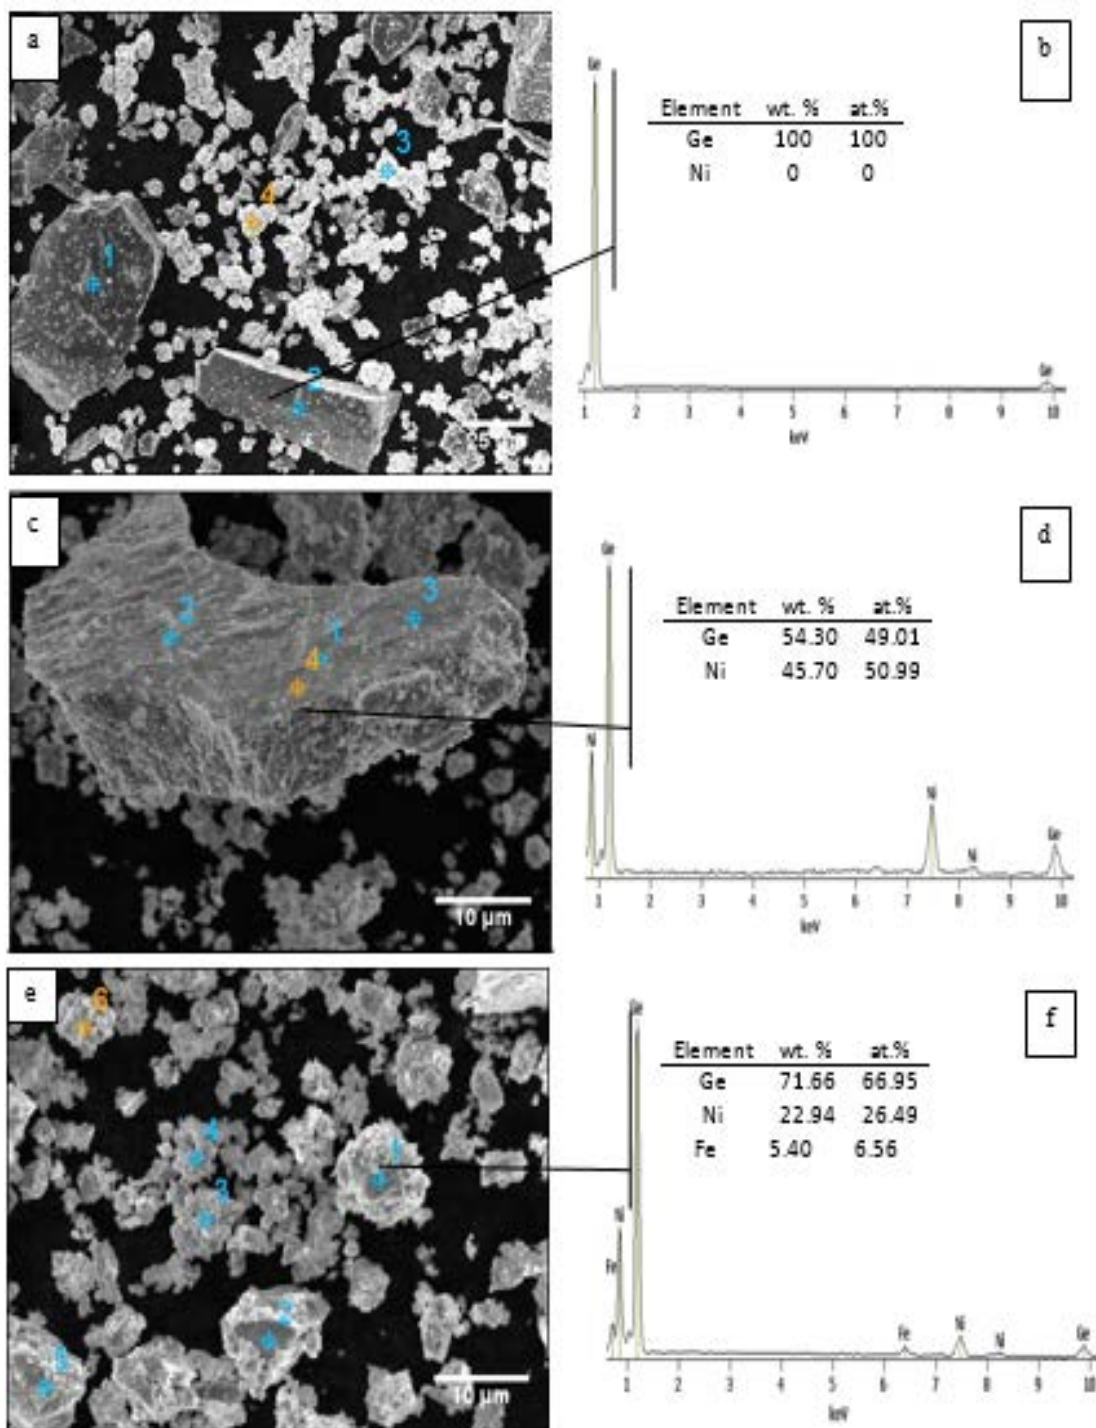 a
3
4
1
2
5
b
Ge
Element wt. % at.%
Ge 100 100
Ni 0 0
Ge
1 2 3 4 5 6 7 8 9 10
keV
c
2
3
1
4
10 µm
d
Ge
Element wt. % at.%
Ge 54.30 49.01
Ni 45.70 50.99
Ni
Ni
Ni
Ge
1 2 3 4 5 6 7 8 9 10
keV
e
6
4
1
3
2
5
10 µm
f
Ge
Element wt. % at.%
Ge 71.66 66.95
Ni 22.94 26.49
Fe 5.40 6.56
Ni
Fe
Fe
Ni
Ni
Ge
1 2 3 4 5 6 7 8 9 10
keV